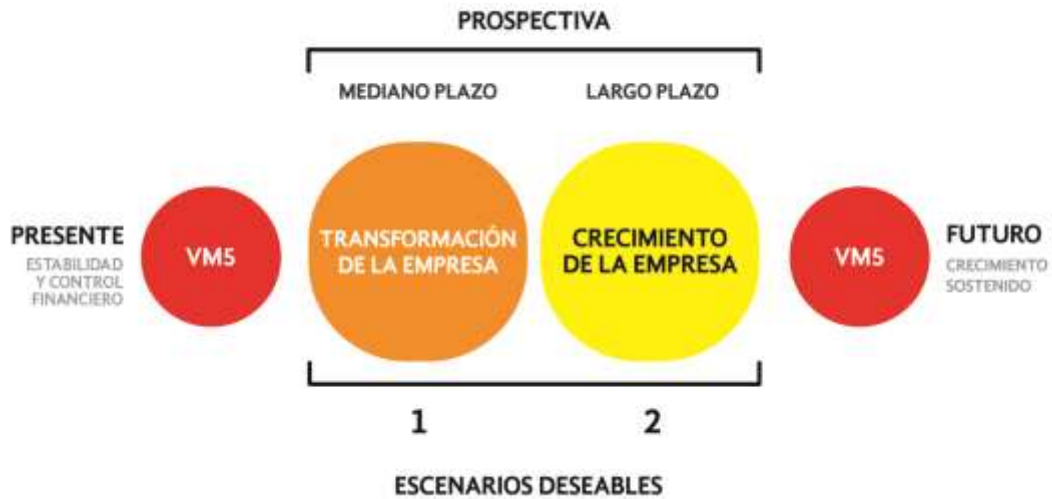 PROSPECTIVA
MEDIANO PLAZO
LARGO PLAZO
PRESENTE
ESTABILIDAD
Y CONTROL
FINANCIERO
VM5
TRANSFORMACIÓN
DE LA EMPRESA
CRECIMIENTO
DE LA EMPRESA
VM5
FUTURO
CRECIMIENTO
SOSTENIDO
1
2
ESCENARIOS DESEABLES